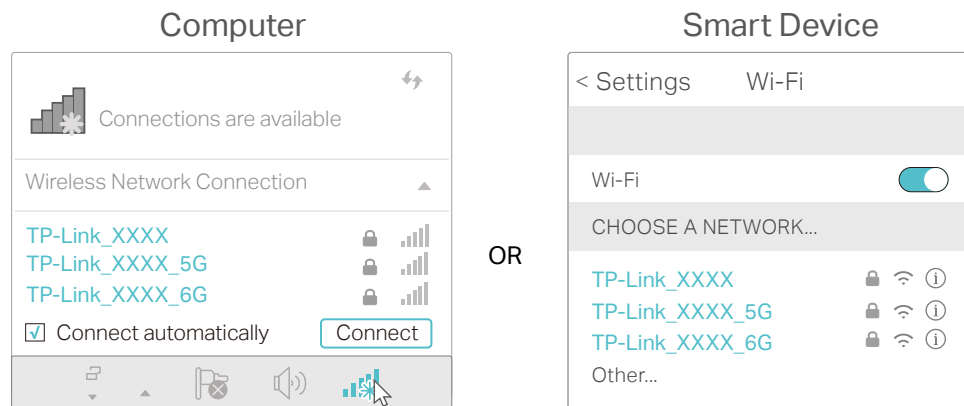 Computer
Connections are available
Wireless Network Connection
TP-Link_XXXX
TP-Link_XXXX_5G
TP-Link_XXXX_6G
Connect automatically
Connect
OR
Smart Device
< Settings
Wi-Fi
Wi-Fi
CHOOSE A NETWORK...
TP-Link_XXXX
TP-Link_XXXX_5G
TP-Link_XXXX_6G
Other...